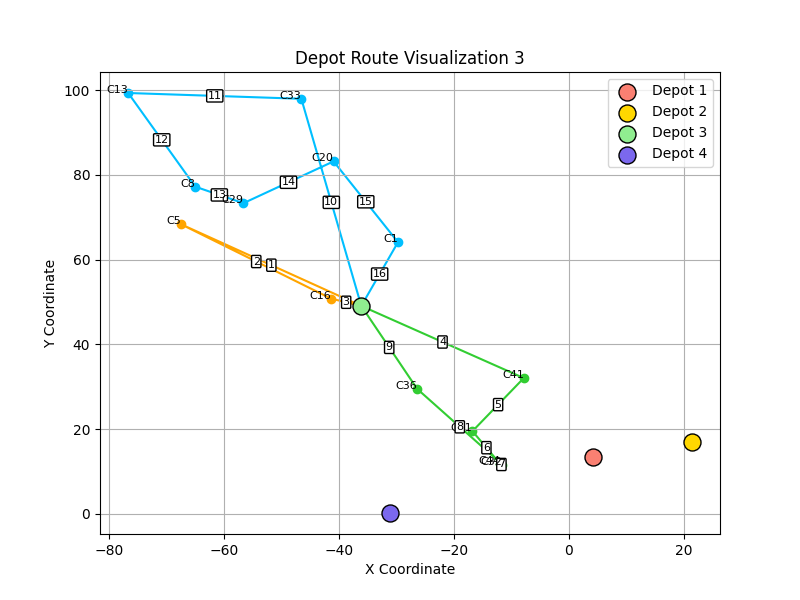 Depot Route Visualization 3
Depot 1
Depot 2
Depot 3
Depot 4
Y Coordinate
100
80
60
40
20
0
C13
11
C33
12
C20
C8
13
C29
14
10
15
C5
C1
2
1
16
C16
3
9
4
C36
C41
5
8
6
7
−80
−60
−40
−20
0
20
X Coordinate